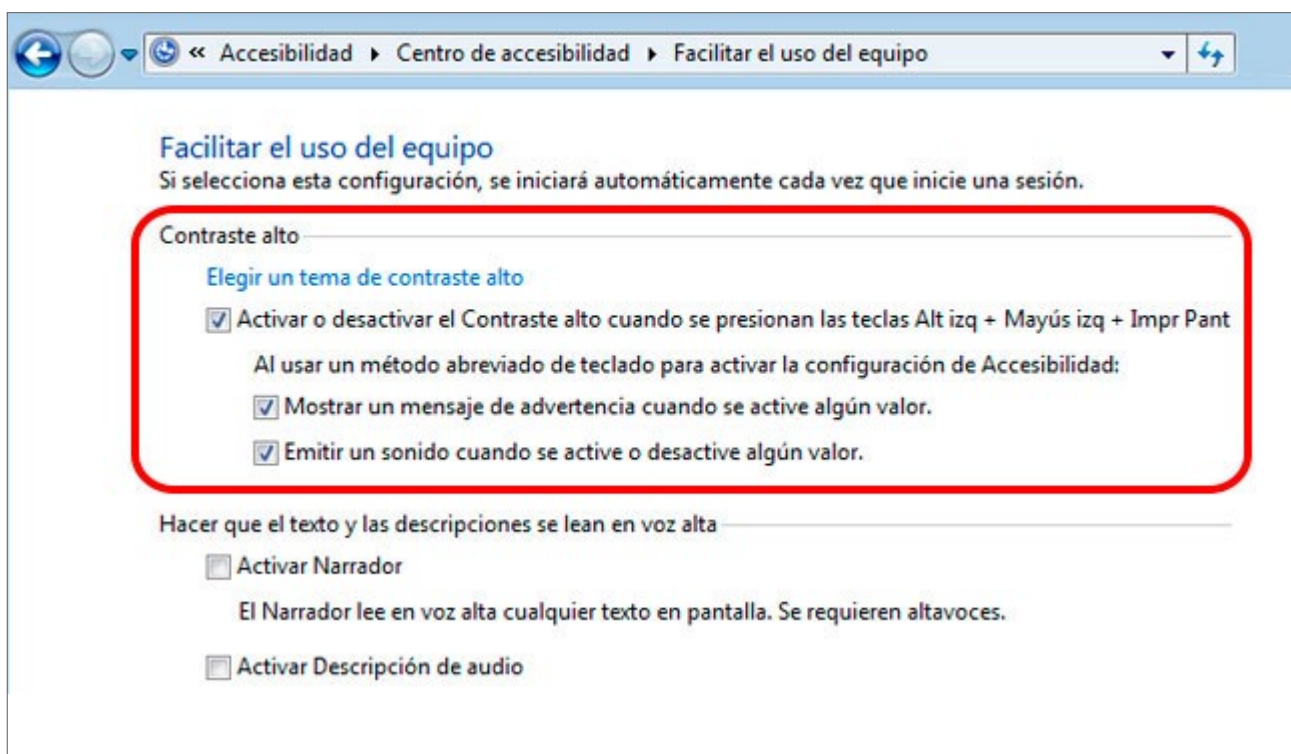 « Accesibilidad ▸ Centro de accesibilidad ▸ Facilitar el uso del equipo
Facilitar el uso del equipo
Si selecciona esta configuración, se iniciará automáticamente cada vez que inicie una sesión.
Contraste alto
Elegir un tema de contraste alto
Activar o desactivar el Contraste alto cuando se presionan las teclas Alt izq + Mayús izq + Impr Pant
Al usar un método abreviado de teclado para activar la configuración de Accesibilidad:
Mostrar un mensaje de advertencia cuando se active algún valor.
Emitir un sonido cuando se active o desactive algún valor.
Hacer que el texto y las descripciones se lean en voz alta
Activar Narrador
El Narrador lee en voz alta cualquier texto en pantalla. Se requieren altavoces.
Activar Descripción de audio